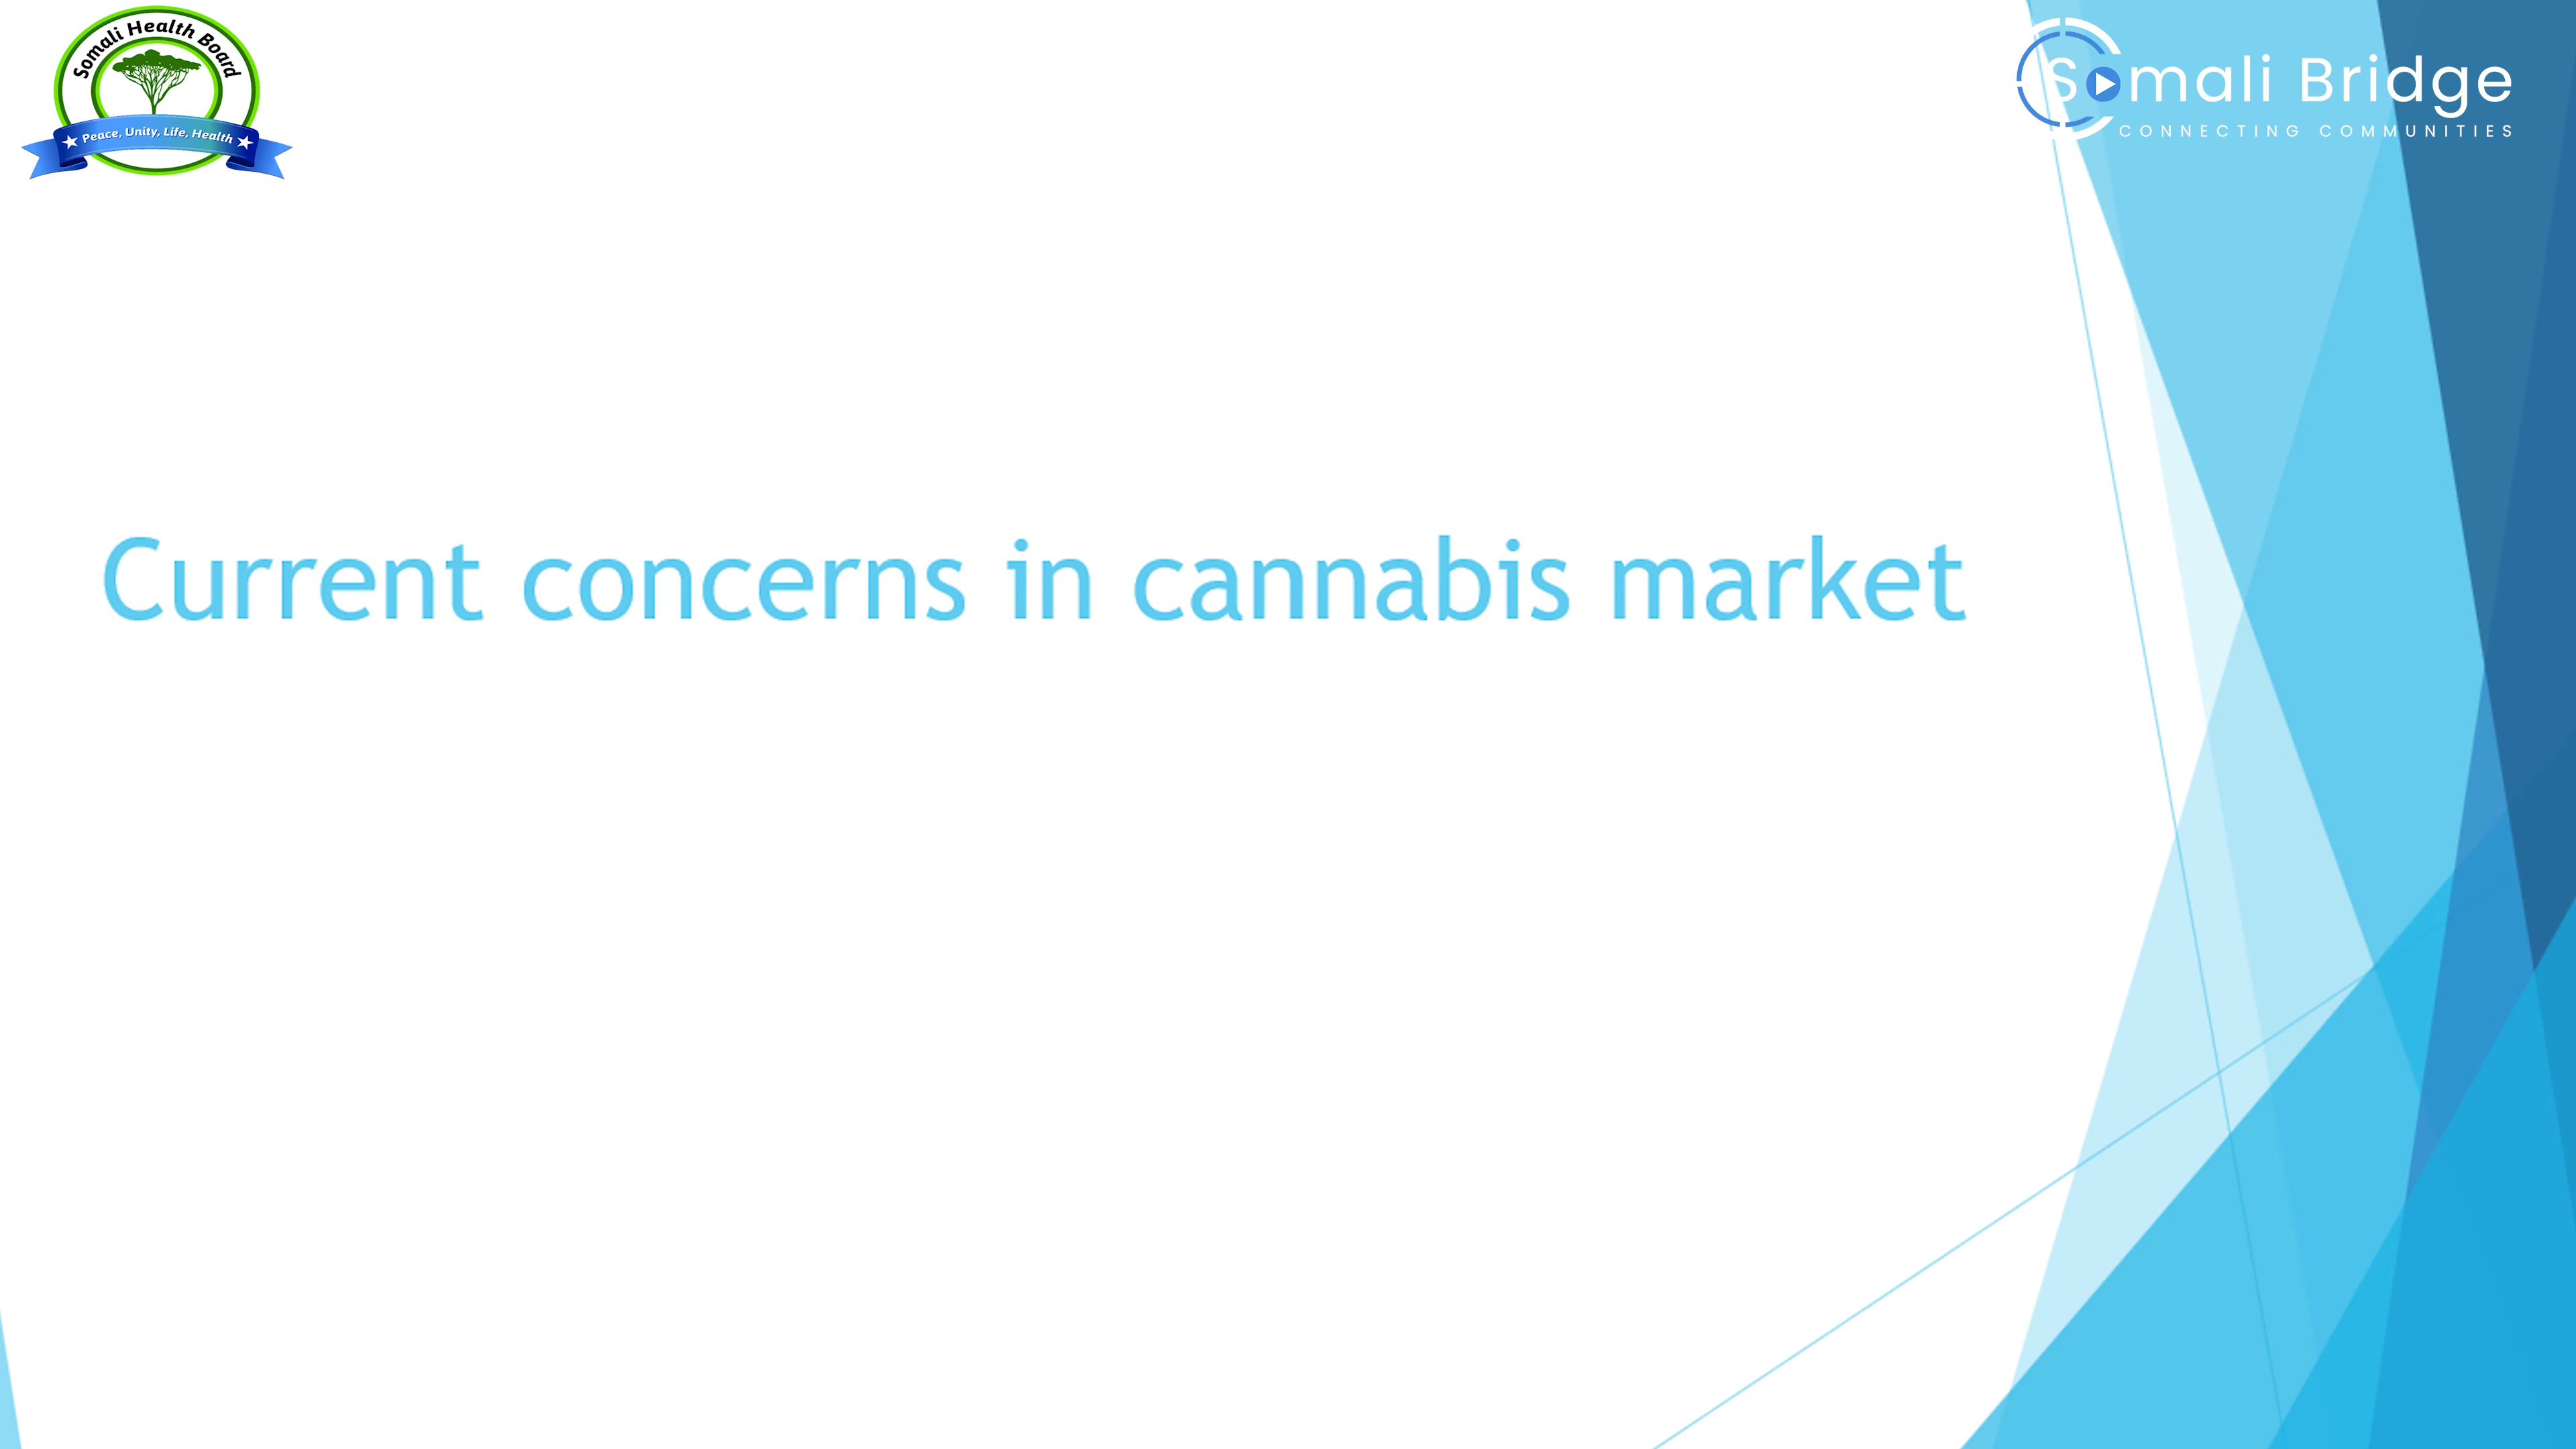 Somali Health Board
Peace, Unity, Life, Health
Somali Bridge
CONNECTING COMMUNITIES
Current concerns in cannabis market